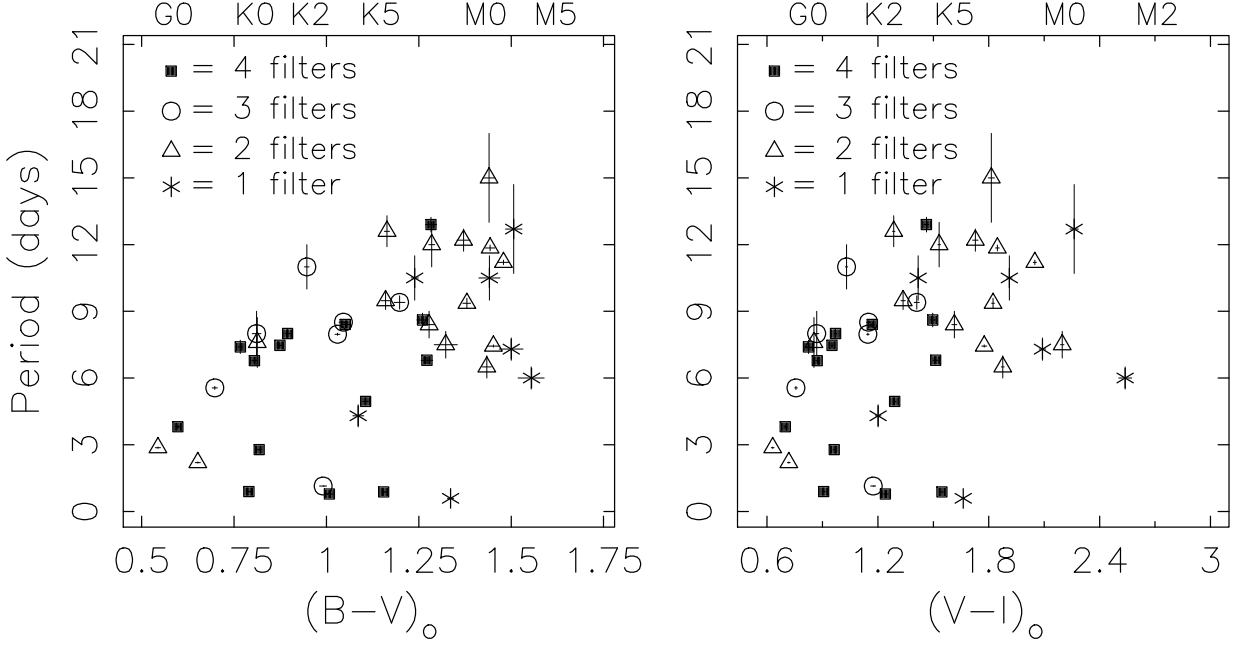 G0 K0 K2 K5 M0 M5
21
18
15
12
9
6
3
0
Period (days)
= 4 filters
= 3 filters
= 2 filters
= 1 filter
0.5 0.75 1 1.25 1.5 1.75
(B−V)o
G0 K2 K5 M0 M2
21
18
15
12
9
6
3
0
= 4 filters
= 3 filters
= 2 filters
= 1 filter
0.6 1.2 1.8 2.4 3
(V−I)o